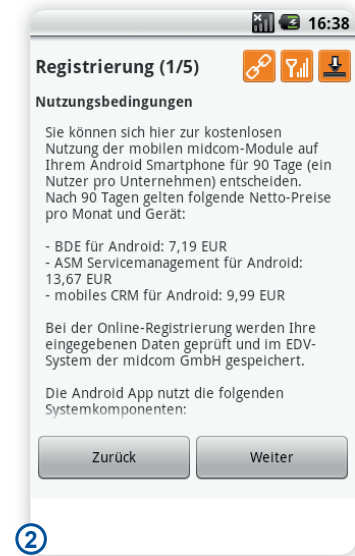 16:38
Registrierung (1/5)
Nutzungsbedingungen
Sie können sich hier zur kostenlosen
Nutzung der mobilen midcom-Module auf
Ihrem Android Smartphone für 90 Tage (ein
Nutzer pro Unternehmen) entscheiden.
Nach 90 Tagen gelten folgende Netto-Preise
pro Monat und Gerät:
- BDE für Android: 7,19 EUR
- ASM Servicemanagement für Android:
13,67 EUR
- mobiles CRM für Android: 9,99 EUR
Bei der Online-Registrierung werden Ihre
eingegebenen Daten geprüft und im EDV-
System der midcom GmbH gespeichert.
Die Android App nutzt die folgenden
Systemkomponenten:
Zurück Weiter
2